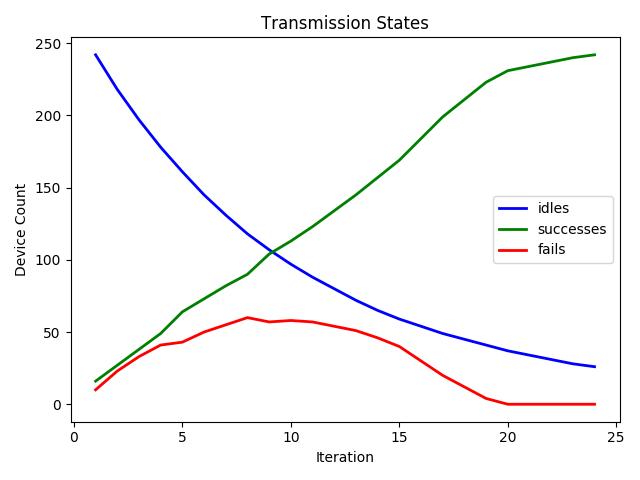 Transmission States
Device Count
250
200
150
100
50
0
idles
successes
fails
0 5 10 15 20 25
Iteration